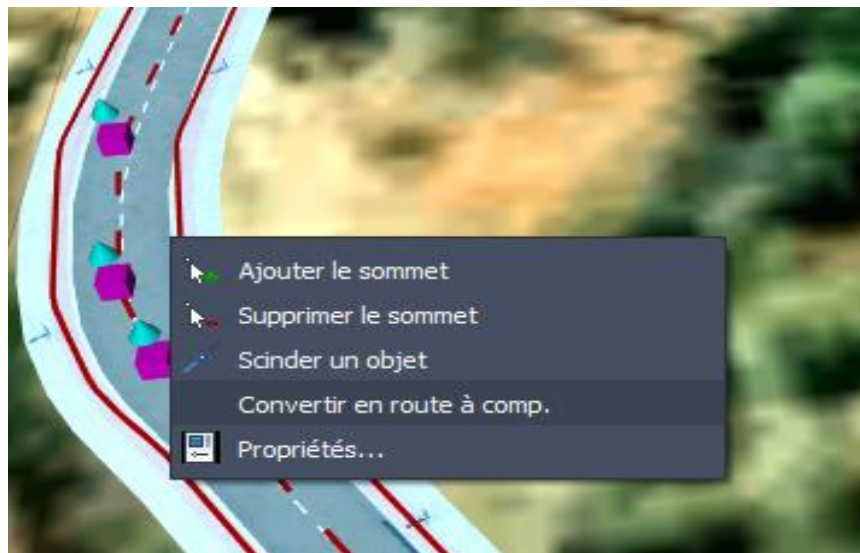 Ajouter le sommet
Supprimer le sommet
Scinder un objet
Convertir en route à comp.
Propriétés...